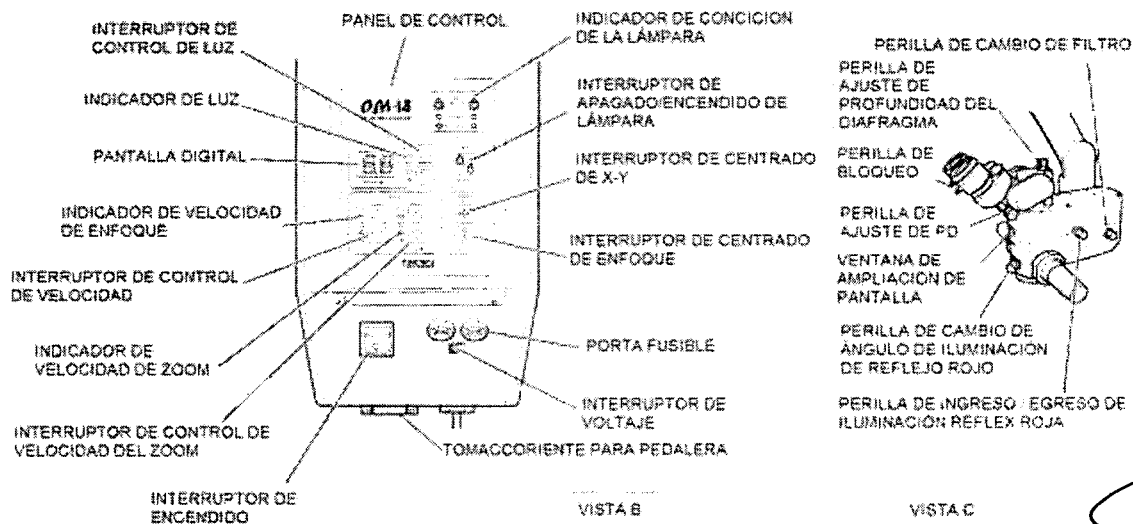 PANEL DE CONTROL
INTERRUPTOR DE
CONTROL DE LUZ
INDICADOR DE LUZ
PANTALLA DIGITAL
INDICADOR DE VELOCIDAD
DE ENFOQUE
INTERRUPTOR DE CONTROL
DE VELOCIDAD
INDICADOR DE
VELOCIDAD DE ZOOM
INTERRUPTOR DE CONTROL DE
VELOCIDAD DEL ZOOM
INTERRUPTOR DE
ENCENDIDO
OM-18
INDICADOR DE CONCICION
DE LA LÁMPARA
INTERRUPTOR DE
APAGADO/ENCENDIDO DE
LÁMPARA
INTERRUPTOR DE CENTRADO
DE X-Y
INTERRUPTOR DE CENTRADO
DE ENFOQUE
PORTA FUSIBLE
INTERRUPTOR DE
VOLTAJE
TOMACCORIENTE PARA PEDALERA
VISTA B
PERILLA DE CAMBIO DE FILTRO
PERILLA DE
AJUSTE DE
PROFUNDIDAD DEL
DIAFRAGMA
PERILLA DE
BLOQUEO
PERILLA DE
AJUSTE DE PD
VENTANA DE
AMPLIACIÓN DE
PANTALLA
PERILLA DE CAMBIO DE
ÁNGULO DE ILUMINACIÓN
DE REFLEJO ROJO
PERILLA DE INGRESO / EGRESO DE
ILUMINACIÓN REFLEX ROJA
VISTA C